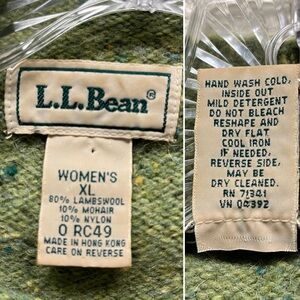 L.L.Bean®
WOMEN'S
XL
80% LAMBSWOOL
10% MOHAIR
10% NYLON
O RC49
MADE IN HONG KONG
CARE ON REVERSE
HAND WASH COLD,
INSIDE OUT
MILD DETERGENT
DO NOT BLEACH
RESHAPE AND
DRY FLAT
COOL IRON
IF NEEDED,
REVERSE SIDE,
MAY BE
DRY CLEANED.
RN 71341
VN 04392